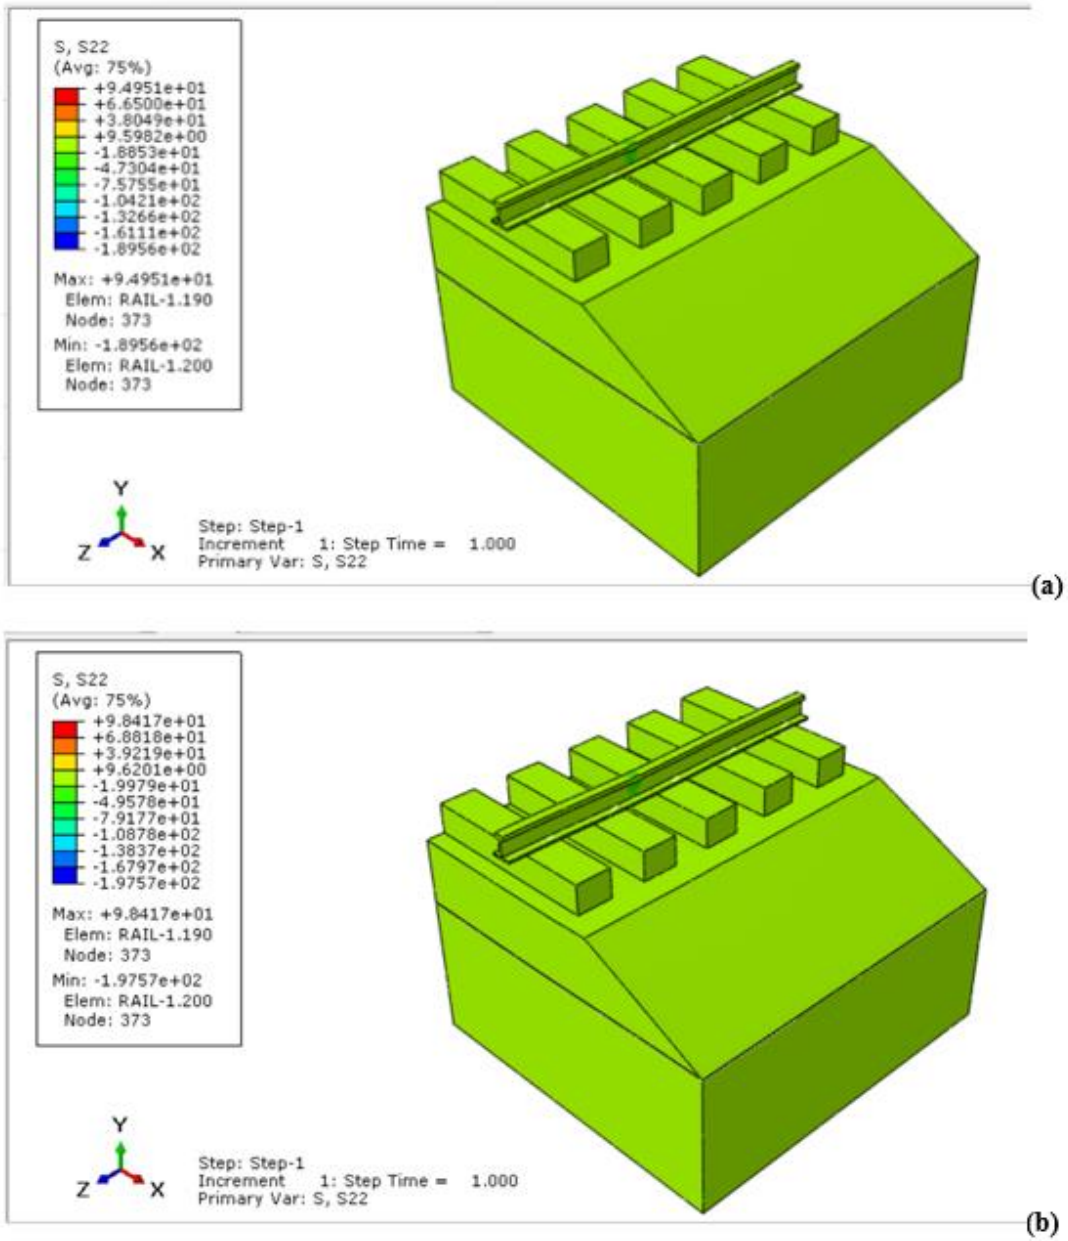 S, S22
(Avg: 75%)
+9.4951e+01
+6.6500e+01
+3.8049e+01
+9.5982e+00
-1.8853e+01
-4.7304e+01
-7.5755e+01
-1.0421e+02
-1.3266e+02
-1.6111e+02
-1.8956e+02
Max: +9.4951e+01
Elem: RAIL-1.190
Node: 373
Min: -1.8956e+02
Elem: RAIL-1.200
Node: 373
Y
Z X
Step: Step-1
Increment 1: Step Time = 1.000
Primary Var: S, S22
(a)
S, S22
(Avg: 75%)
+9.8417e+01
+6.8818e+01
+3.9219e+01
+9.6201e+00
-1.9979e+01
-4.9578e+01
-7.9177e+01
-1.0878e+02
-1.3837e+02
-1.6797e+02
-1.9757e+02
Max: +9.8417e+01
Elem: RAIL-1.190
Node: 373
Min: -1.9757e+02
Elem: RAIL-1.200
Node: 373
Y
Z X
Step: Step-1
Increment 1: Step Time = 1.000
Primary Var: S, S22
(b)